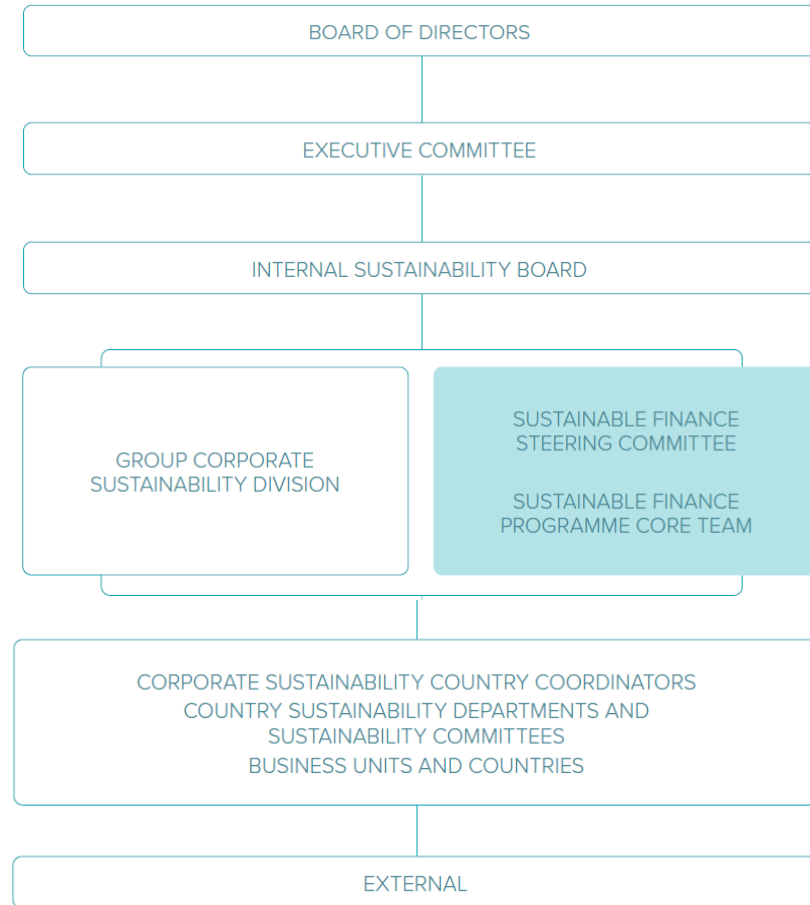 BOARD OF DIRECTORS
EXECUTIVE COMMITTEE
INTERNAL SUSTAINABILITY BOARD
GROUP CORPORATE
SUSTAINABILITY DIVISION
SUSTAINABLE FINANCE
STEERING COMMITTEE
SUSTAINABLE FINANCE
PROGRAMME CORE TEAM
CORPORATE SUSTAINABILITY COUNTRY COORDINATORS
COUNTRY SUSTAINABILITY DEPARTMENTS AND
SUSTAINABILITY COMMITTEES
BUSINESS UNITS AND COUNTRIES
EXTERNAL